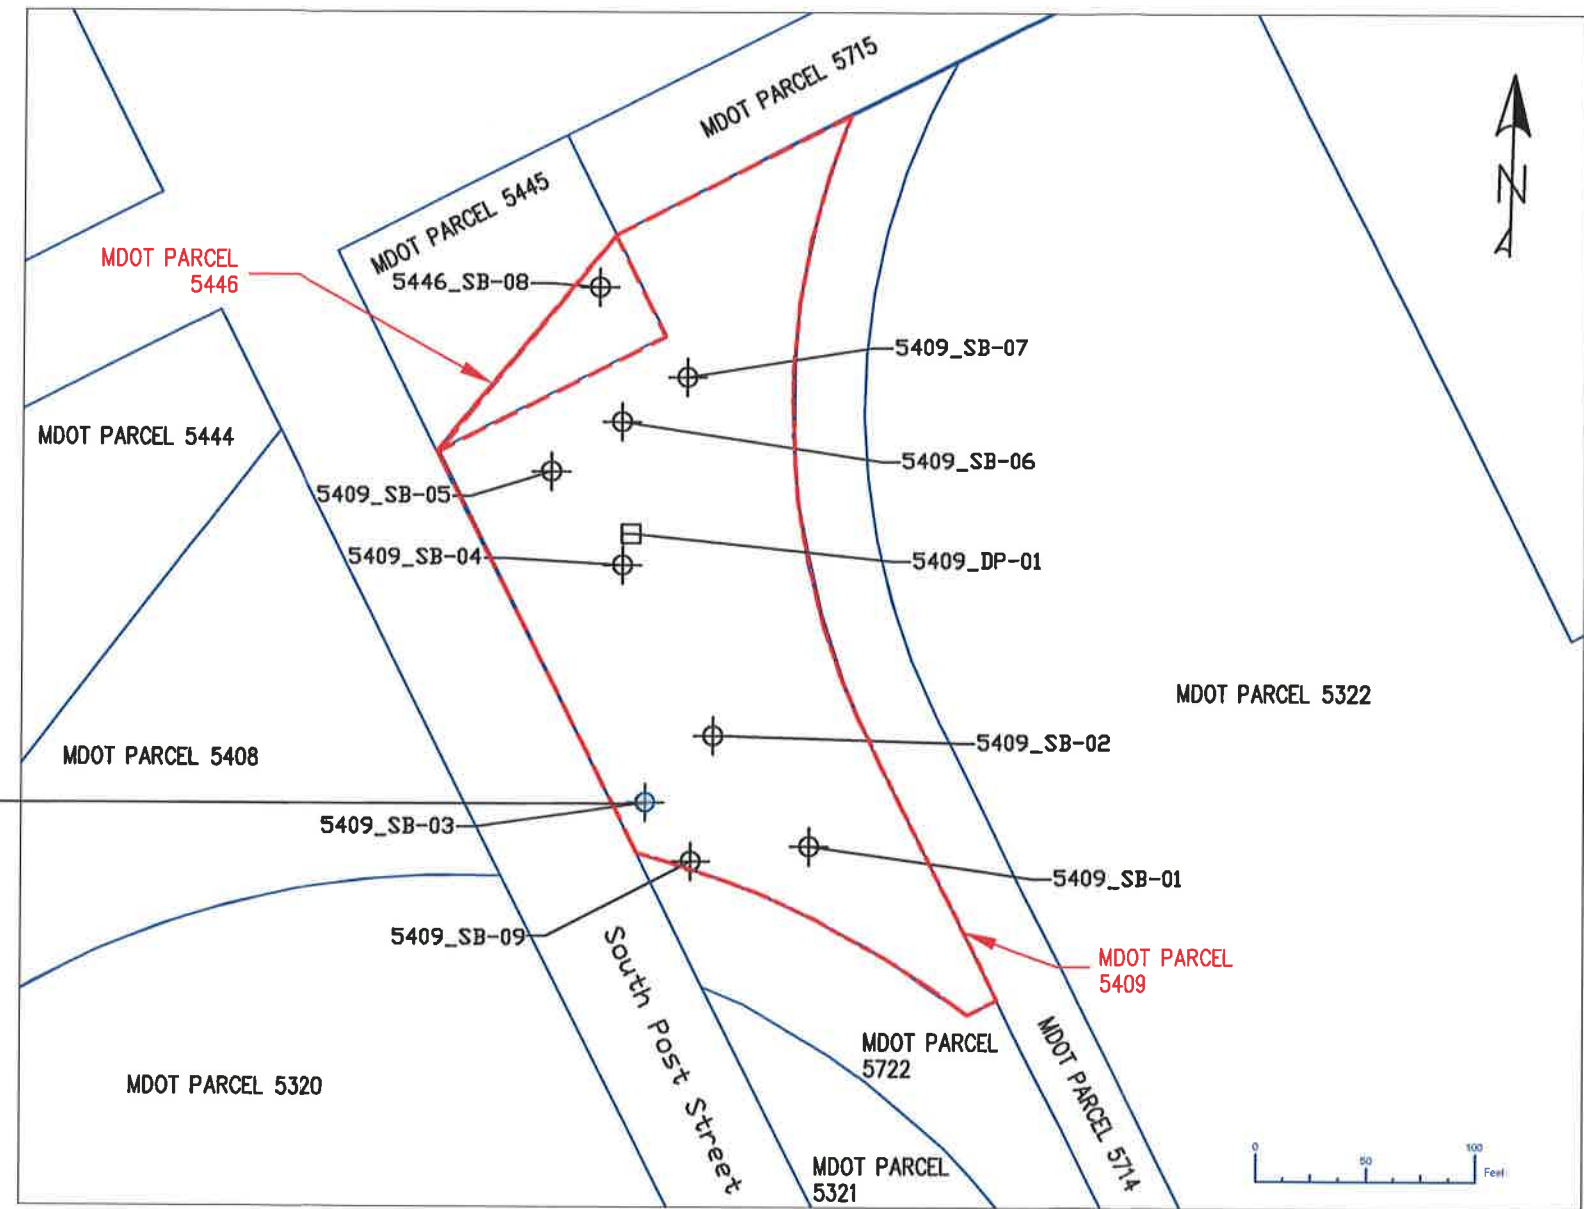 MDOT PARCEL 5715
MDOT PARCEL 5445
N
MDOT PARCEL
5446
5446_SB-08
5409_SB-07
MDOT PARCEL 5444
5409_SB-06
5409_SB-05
5409_SB-04
5409_DP-01
MDOT PARCEL 5322
5409_SB-02
MDOT PARCEL 5408
5409_SB-03
5409_SB-01
5409_SB-09
MDOT PARCEL
5409
South Post Street
MDOT PARCEL
5722
MDOT PARCEL 5714
MDOT PARCEL 5320
MDOT PARCEL
5321
0
50
100
Feet